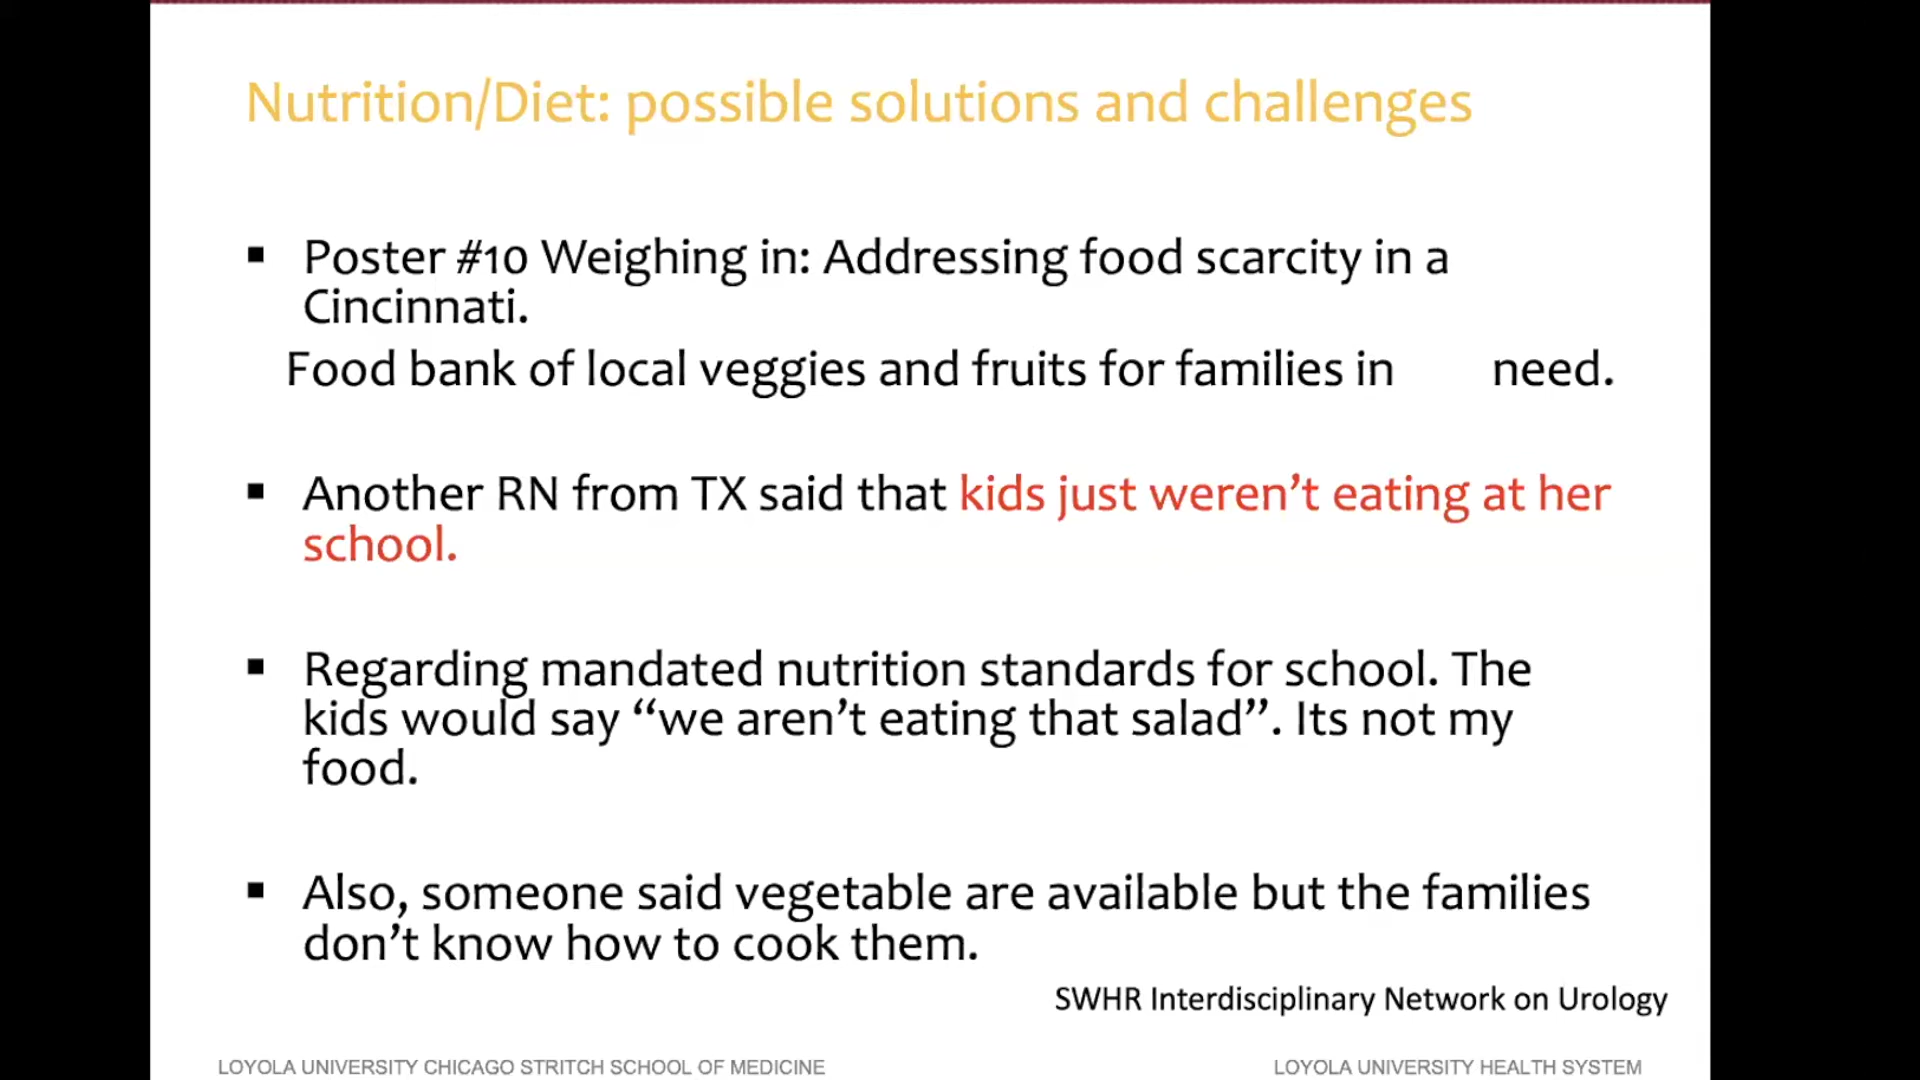 Nutrition/Diet: possible solutions and challenges
▪ Poster #10 Weighing in: Addressing food scarcity in a
Cincinnati.
Food bank of local veggies and fruits for families in need.
▪ Another RN from TX said that kids just weren’t eating at her
school.
▪ Regarding mandated nutrition standards for school. The
kids would say “we aren’t eating that salad”. Its not my
food.
▪ Also, someone said vegetable are available but the families
don’t know how to cook them.
SWHR Interdisciplinary Network on Urology
LOYOLA UNIVERSITY CHICAGO STRITCH SCHOOL OF MEDICINE
LOYOLA UNIVERSITY HEALTH SYSTEM